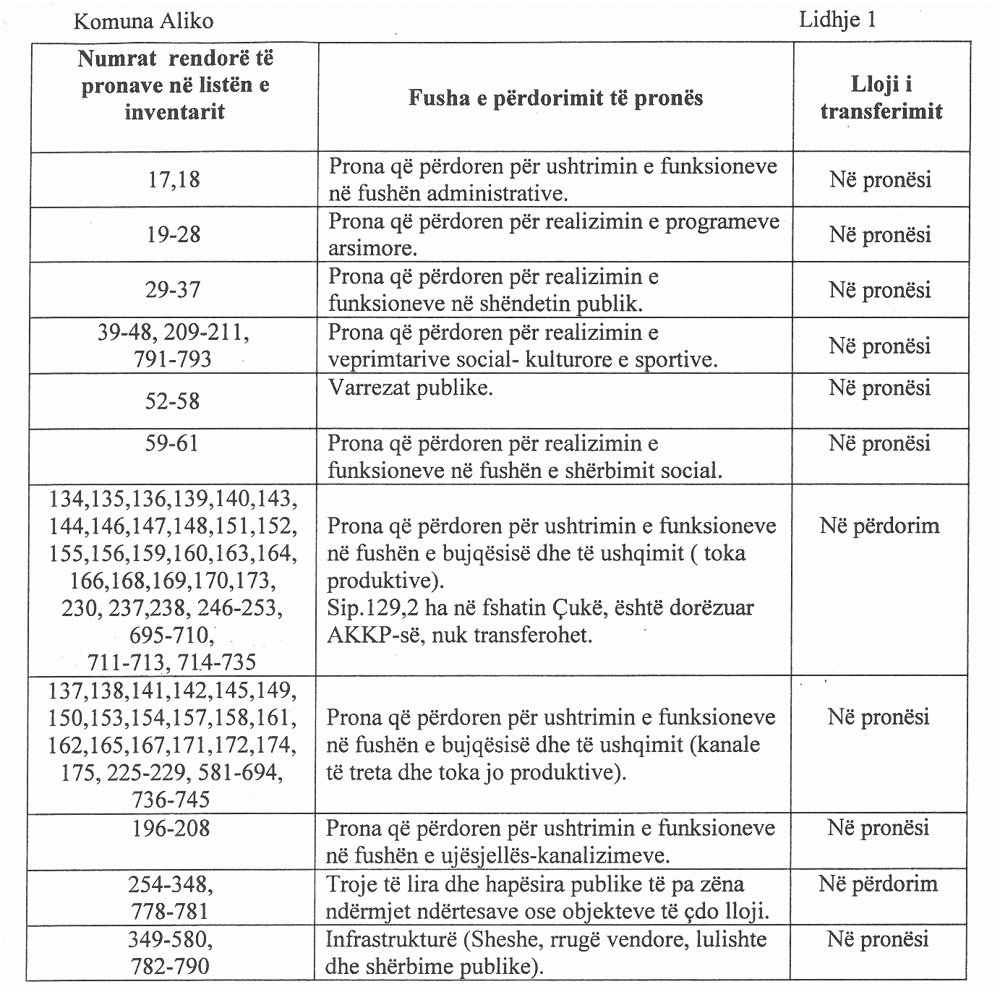 Komuna Aliko
Lidhje 1
Numrat rendorë të
pronave në listën e
inventarit
Fusha e përdorimit të pronës
Lloji i
transferimit
17,18
Prona që përdoren për ushtrimin e funksioneve
në fushën administrative.
Në pronësi
19-28
Prona që përdoren për realizimin e programeve
arsimore.
Në pronësi
29-37
Prona që përdoren për realizimin e
funksioneve në shëndetin publik.
Në pronësi
39-48, 209-211,
791-793
Prona që përdoren për realizimin e
veprimtarive social- kulturore e sportive.
Në pronësi
52-58
Varrezat publike.
Në pronësi
59-61
Prona që përdoren për realizimin e
funksioneve në fushën e shërbimit social.
Në pronësi
134,135,136,139,140,143,
144,146,147,148,151,152,
155,156,159,160,163,164,
166,168,169,170,173,
230, 237,238, 246-253,
695-710,
711-713, 714-735
Prona që përdoren për ushtrimin e funksioneve
në fushën e bujqësisë dhe të ushqimit ( toka
produktive).
Sip.129,2 ha në fshatin Çukë, është dorëzuar
AKKP-së, nuk transferohet.
Në përdorim
137,138,141,142,145,149,
150,153,154,157,158,161,
162,165,167,171,172,174,
175, 225-229, 581-694,
736-745
Prona që përdoren për ushtrimin e funksioneve
në fushën e bujqësisë dhe të ushqimit (kanale
të treta dhe toka jo produktive).
Në pronësi
196-208
Prona që përdoren për ushtrimin e funksioneve
në fushën e ujësjellës-kanalizimeve.
Në pronësi
254-348,
778-781
Troje të lira dhe hapësira publike të pa zëna
ndërmjet ndërtesave ose objekteve të çdo lloji.
Në përdorim
349-580,
782-790
Infrastrukturë (Sheshe, rrugë vendore, lulishte
dhe shërbime publike).
Në pronësi